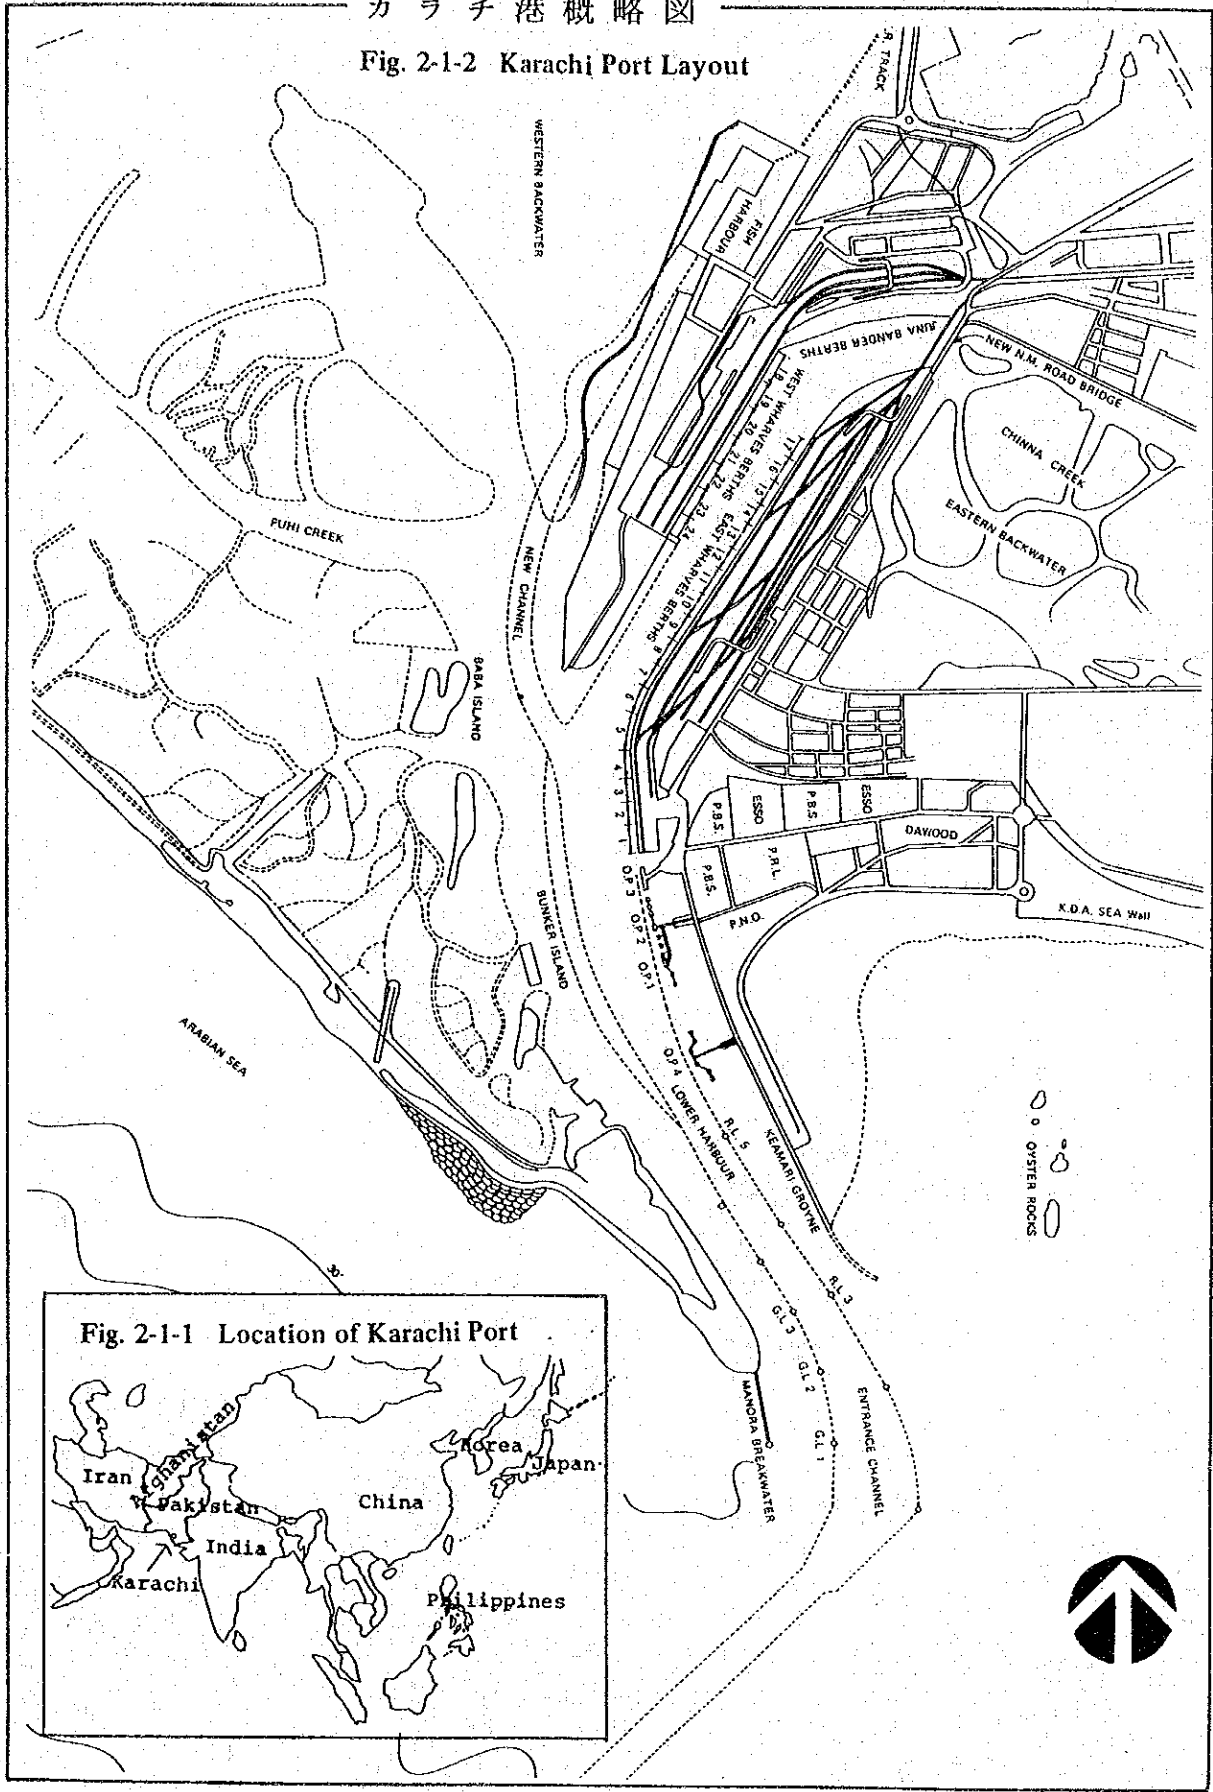 カラチ港概略図
Fig. 2-1-2 Karachi Port Layout
R. TRACK
WESTERN BACKWATER
FISH
HARBOUR
JUNA BANDER BERTHS
NEW N.M. ROAD BRIDGE
CHINNA CREEK
EASTERN BACKWATER
WEST WHARVES BERTHS
18 19 20 21 22 23 24
EAST WHARVES BERTHS
17 16 15 14 13 12 11 10 9 8 7 6 5 4 3 2 1
PUHI CREEK
NEW CHANNEL
BABA ISLAND
P.B.S.
ESSO
P.B.S
ESSO
DAWOOD
P.B.S.
P.R.L.
P.N.O.
K.D.A. SEA Wall
O.P 3
O.P 2
O.P.1
BUNKER ISLAND
ARABIAN SEA
O.P 4
LOWER HARBOUR
R.L. 5
KEAMARI GROYNE
OYSTER ROCKS
30'
R.L 3
G.L 3
G.L 2
G.L 1
ENTRANCE CHANNEL
MANORA BREAKWATER
Fig. 2-1-1 Location of Karachi Port
Afghanistan
Iran
Pakistan
India
Karachi
China
Korea
Japan
Philippines